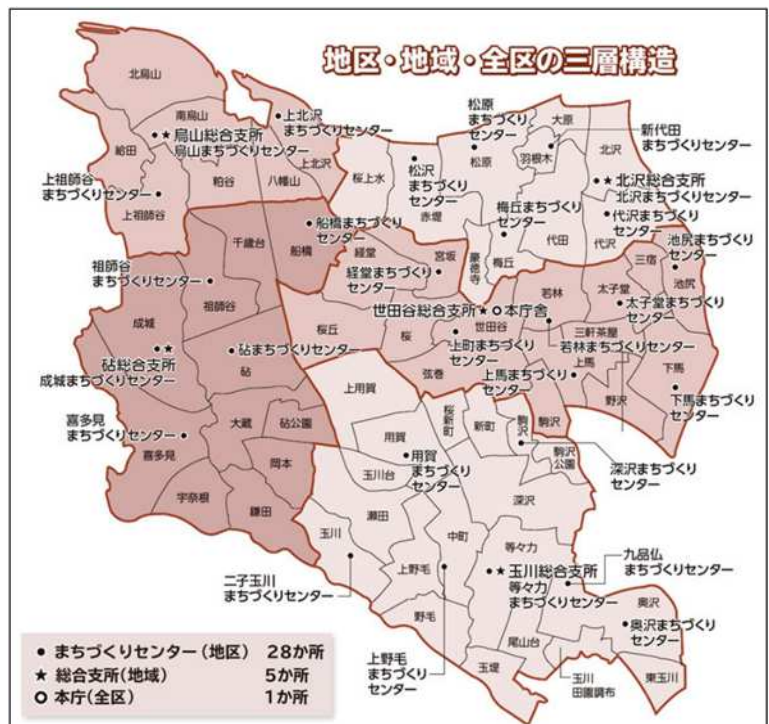 地区・地域・全区の三層構造
北烏山
南烏山
給田
烏山総合支所
烏山まちづくりセンター
上北沢
まちづくりセンター
上北沢
八幡山
粕谷
上祖師谷
まちづくりセンター
上祖師谷
松原
まちづくり
センター
大原
新代田
まちづくりセンター
羽根木
北沢
桜上水
松沢
まちづくり
センター
松原
赤堤
北沢総合支所
北沢まちづくり
センター
梅丘まちづくり
センター
代沢まちづくり
センター
代田
代沢
豪徳寺
梅丘
池尻
まちづくり
センター
三宿
池尻
千歳台
船橋
船橋まちづくり
センター
祖師谷
まちづくりセンター
祖師谷
経堂
宮坂
経堂まちづくり
センター
世田谷総合支所
本庁舎
若林
太子堂
太子堂まちづくり
センター
成城
砧総合支所
成城まちづくり
センター
砧まちづくりセンター
砧
桜丘
桜
世田谷
上町まちづくり
センター
三軒茶屋
若林まちづくりセンター
弦巻
上馬まちづくり
センター
上馬
下馬
下馬まちづくり
センター
野沢
喜多見
まちづくりセンター
喜多見
大蔵
砧公園
岡本
宇奈根
鎌田
上用賀
桜新町
新町
駒沢
駒沢
駒沢
公園
用賀
用賀
まちづくり
センター
玉川台
深沢まちづくり
センター
深沢
瀬田
玉川
中町
等々力
二子玉川
まちづくりセンター
上野毛
玉川総合支所
等々力
まちづくりセンター
九品仏
まちづくりセンター
奥沢
奥沢まちづくり
センター
野毛
尾山台
上野毛
まちづくり
センター
玉堤
玉川
田園調布
東玉川
● まちづくりセンター(地区) 28か所
★ 総合支所(地域) 5か所
○ 本庁(全区) 1か所